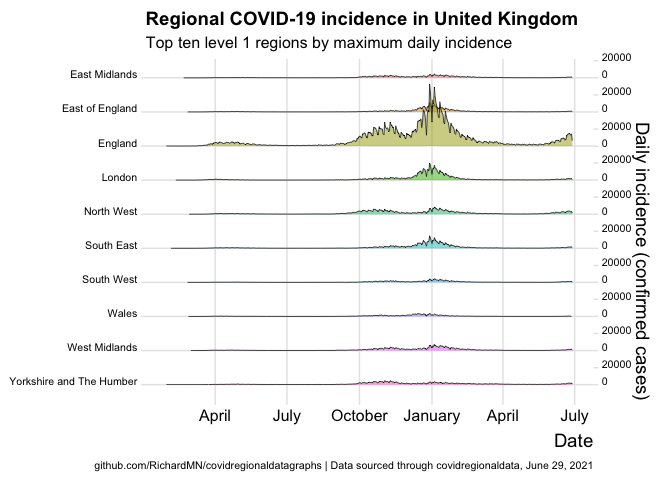 Regional COVID-19 incidence in United Kingdom
Top ten level 1 regions by maximum daily incidence
East Midlands
East of England
England
London
North West
South East
South West
Wales
West Midlands
Yorkshire and The Humber
20000
0
20000
0
20000
0
20000
0
20000
0
20000
0
20000
0
20000
0
20000
0
20000
0
Daily incidence (confirmed cases)
April
July
October
January
April
July
Date
github.com/RichardMN/covidregionaldatagraphs | Data sourced through covidregionaldata, June 29, 2021